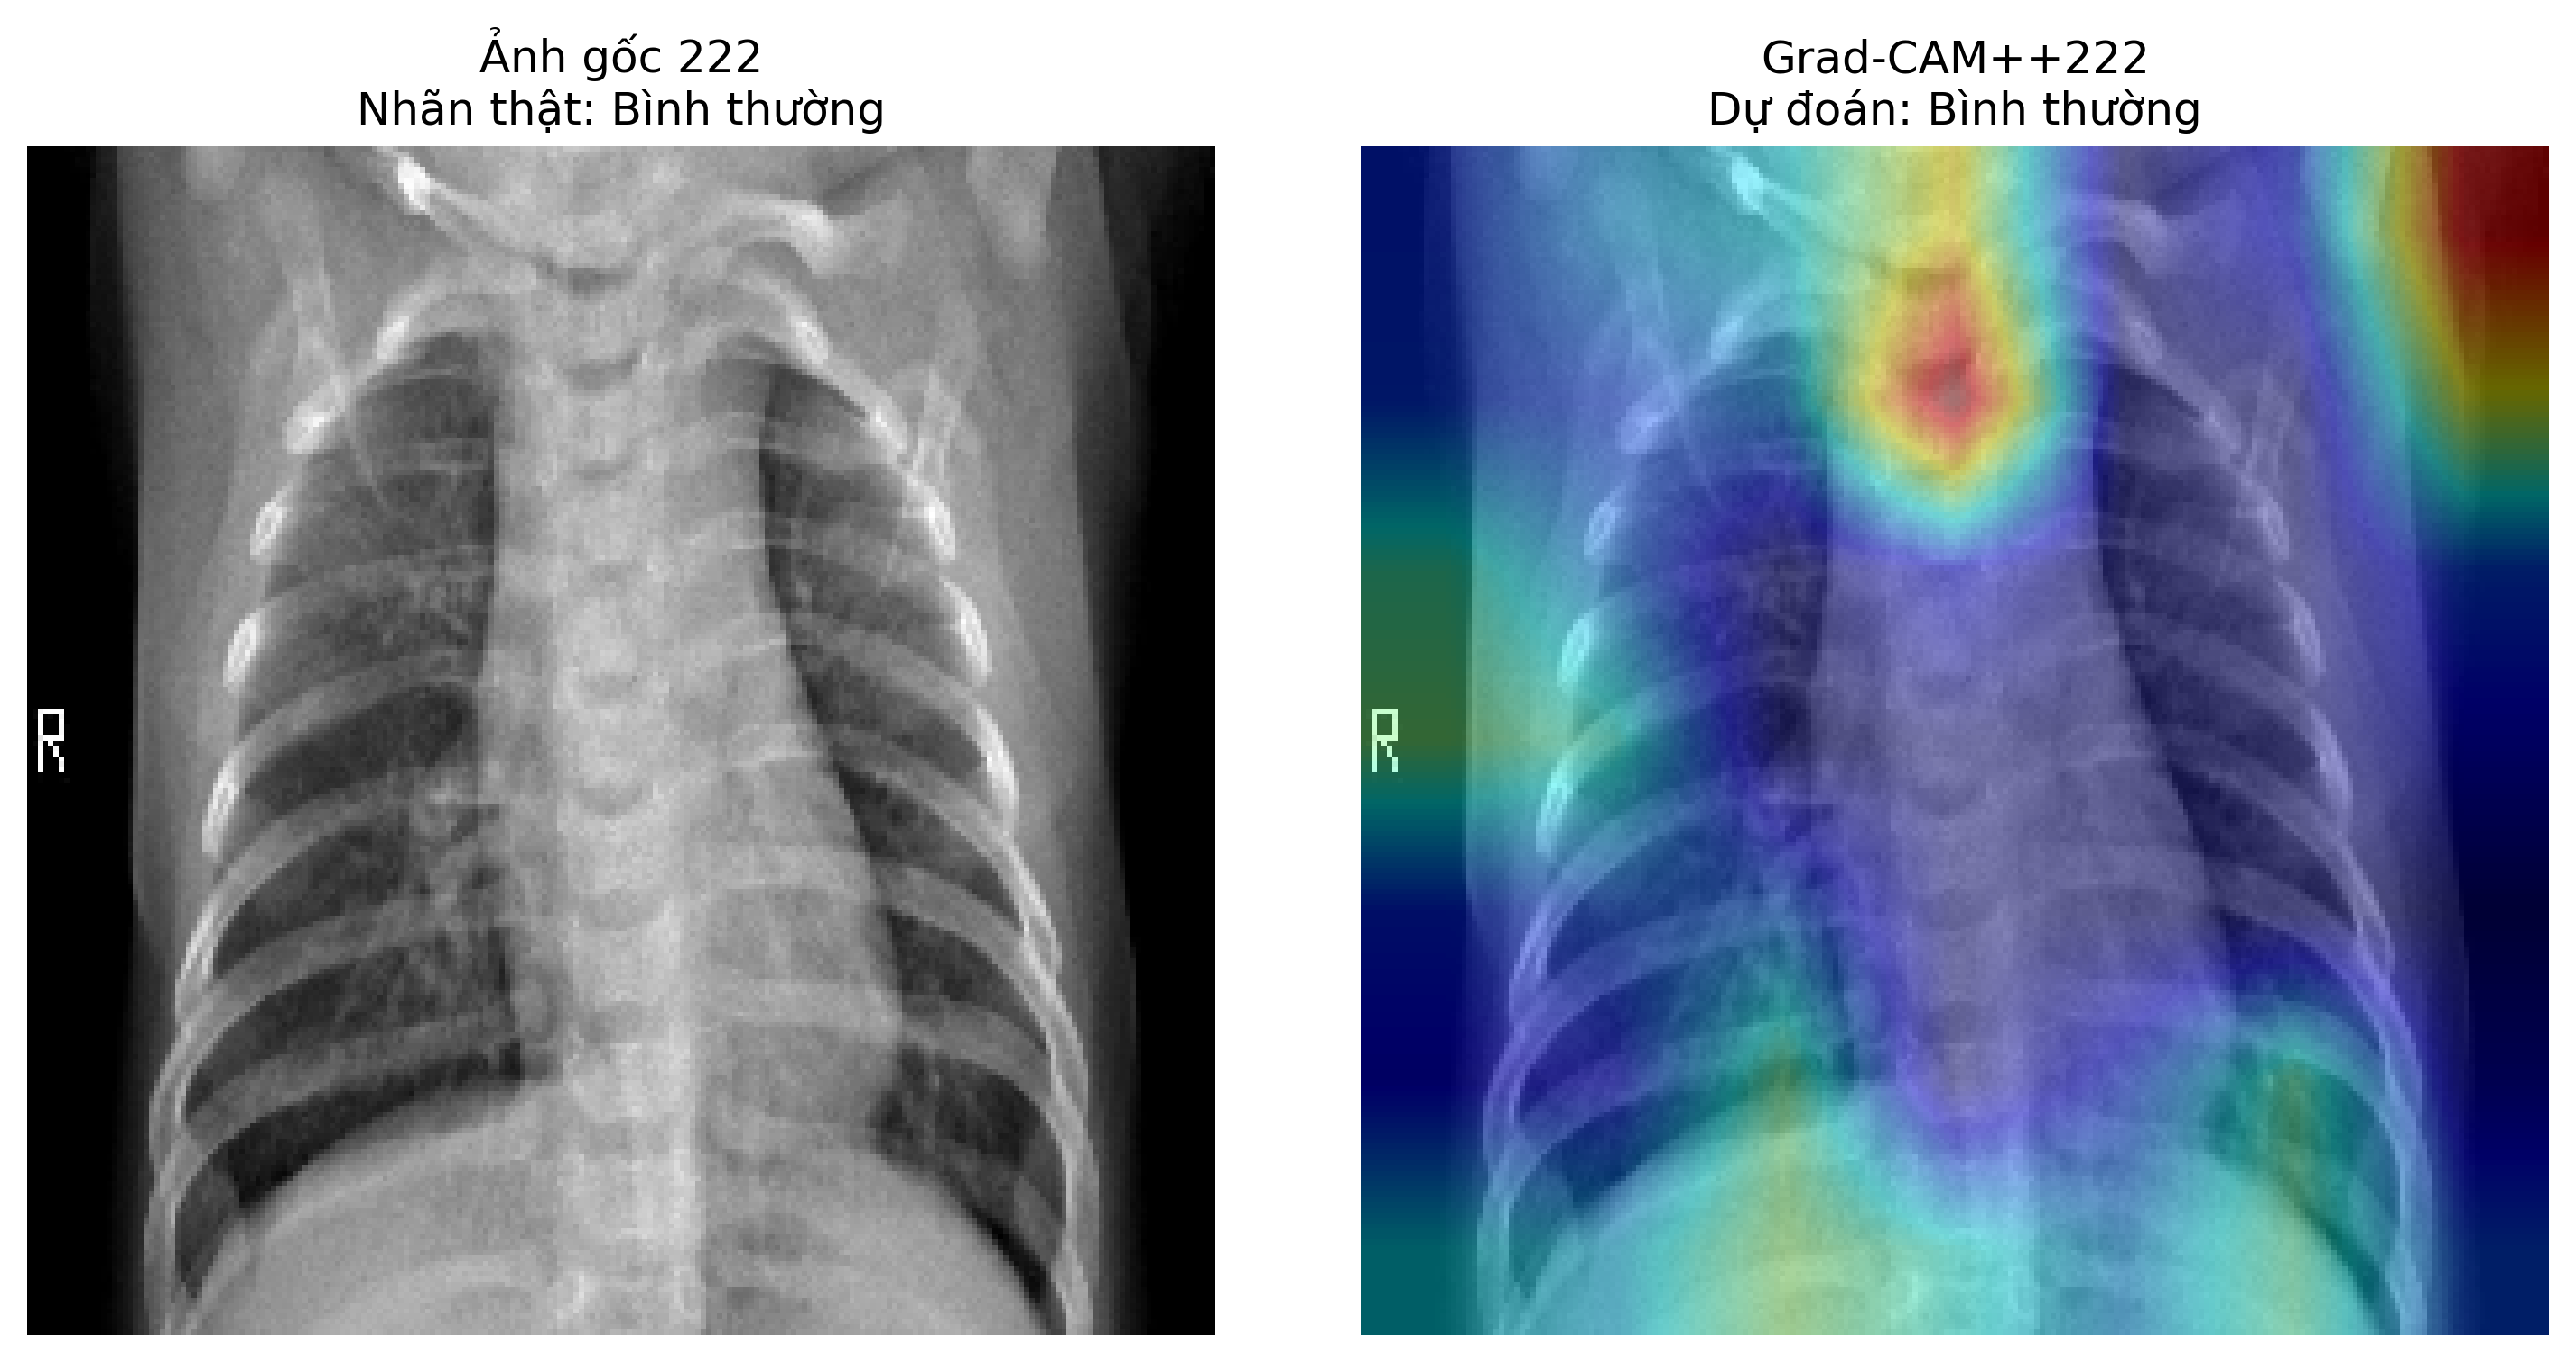 Ảnh gốc 222
Nhãn thật: Bình thường
Grad-CAM++222
Dự đoán: Bình thường
R
R